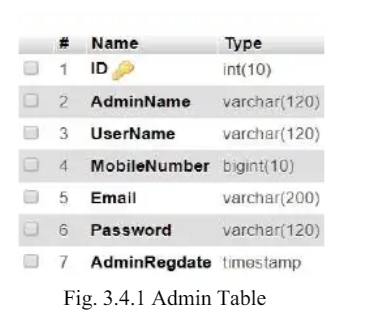 # Name Type
1 ID int(10)
2 AdminName varchar(120)
3 UserName varchar(120)
4 MobileNumber bigint(10)
5 Email varchar(200)
6 Password varchar(120)
7 AdminRegdate timestamp
Fig. 3.4.1 Admin Table